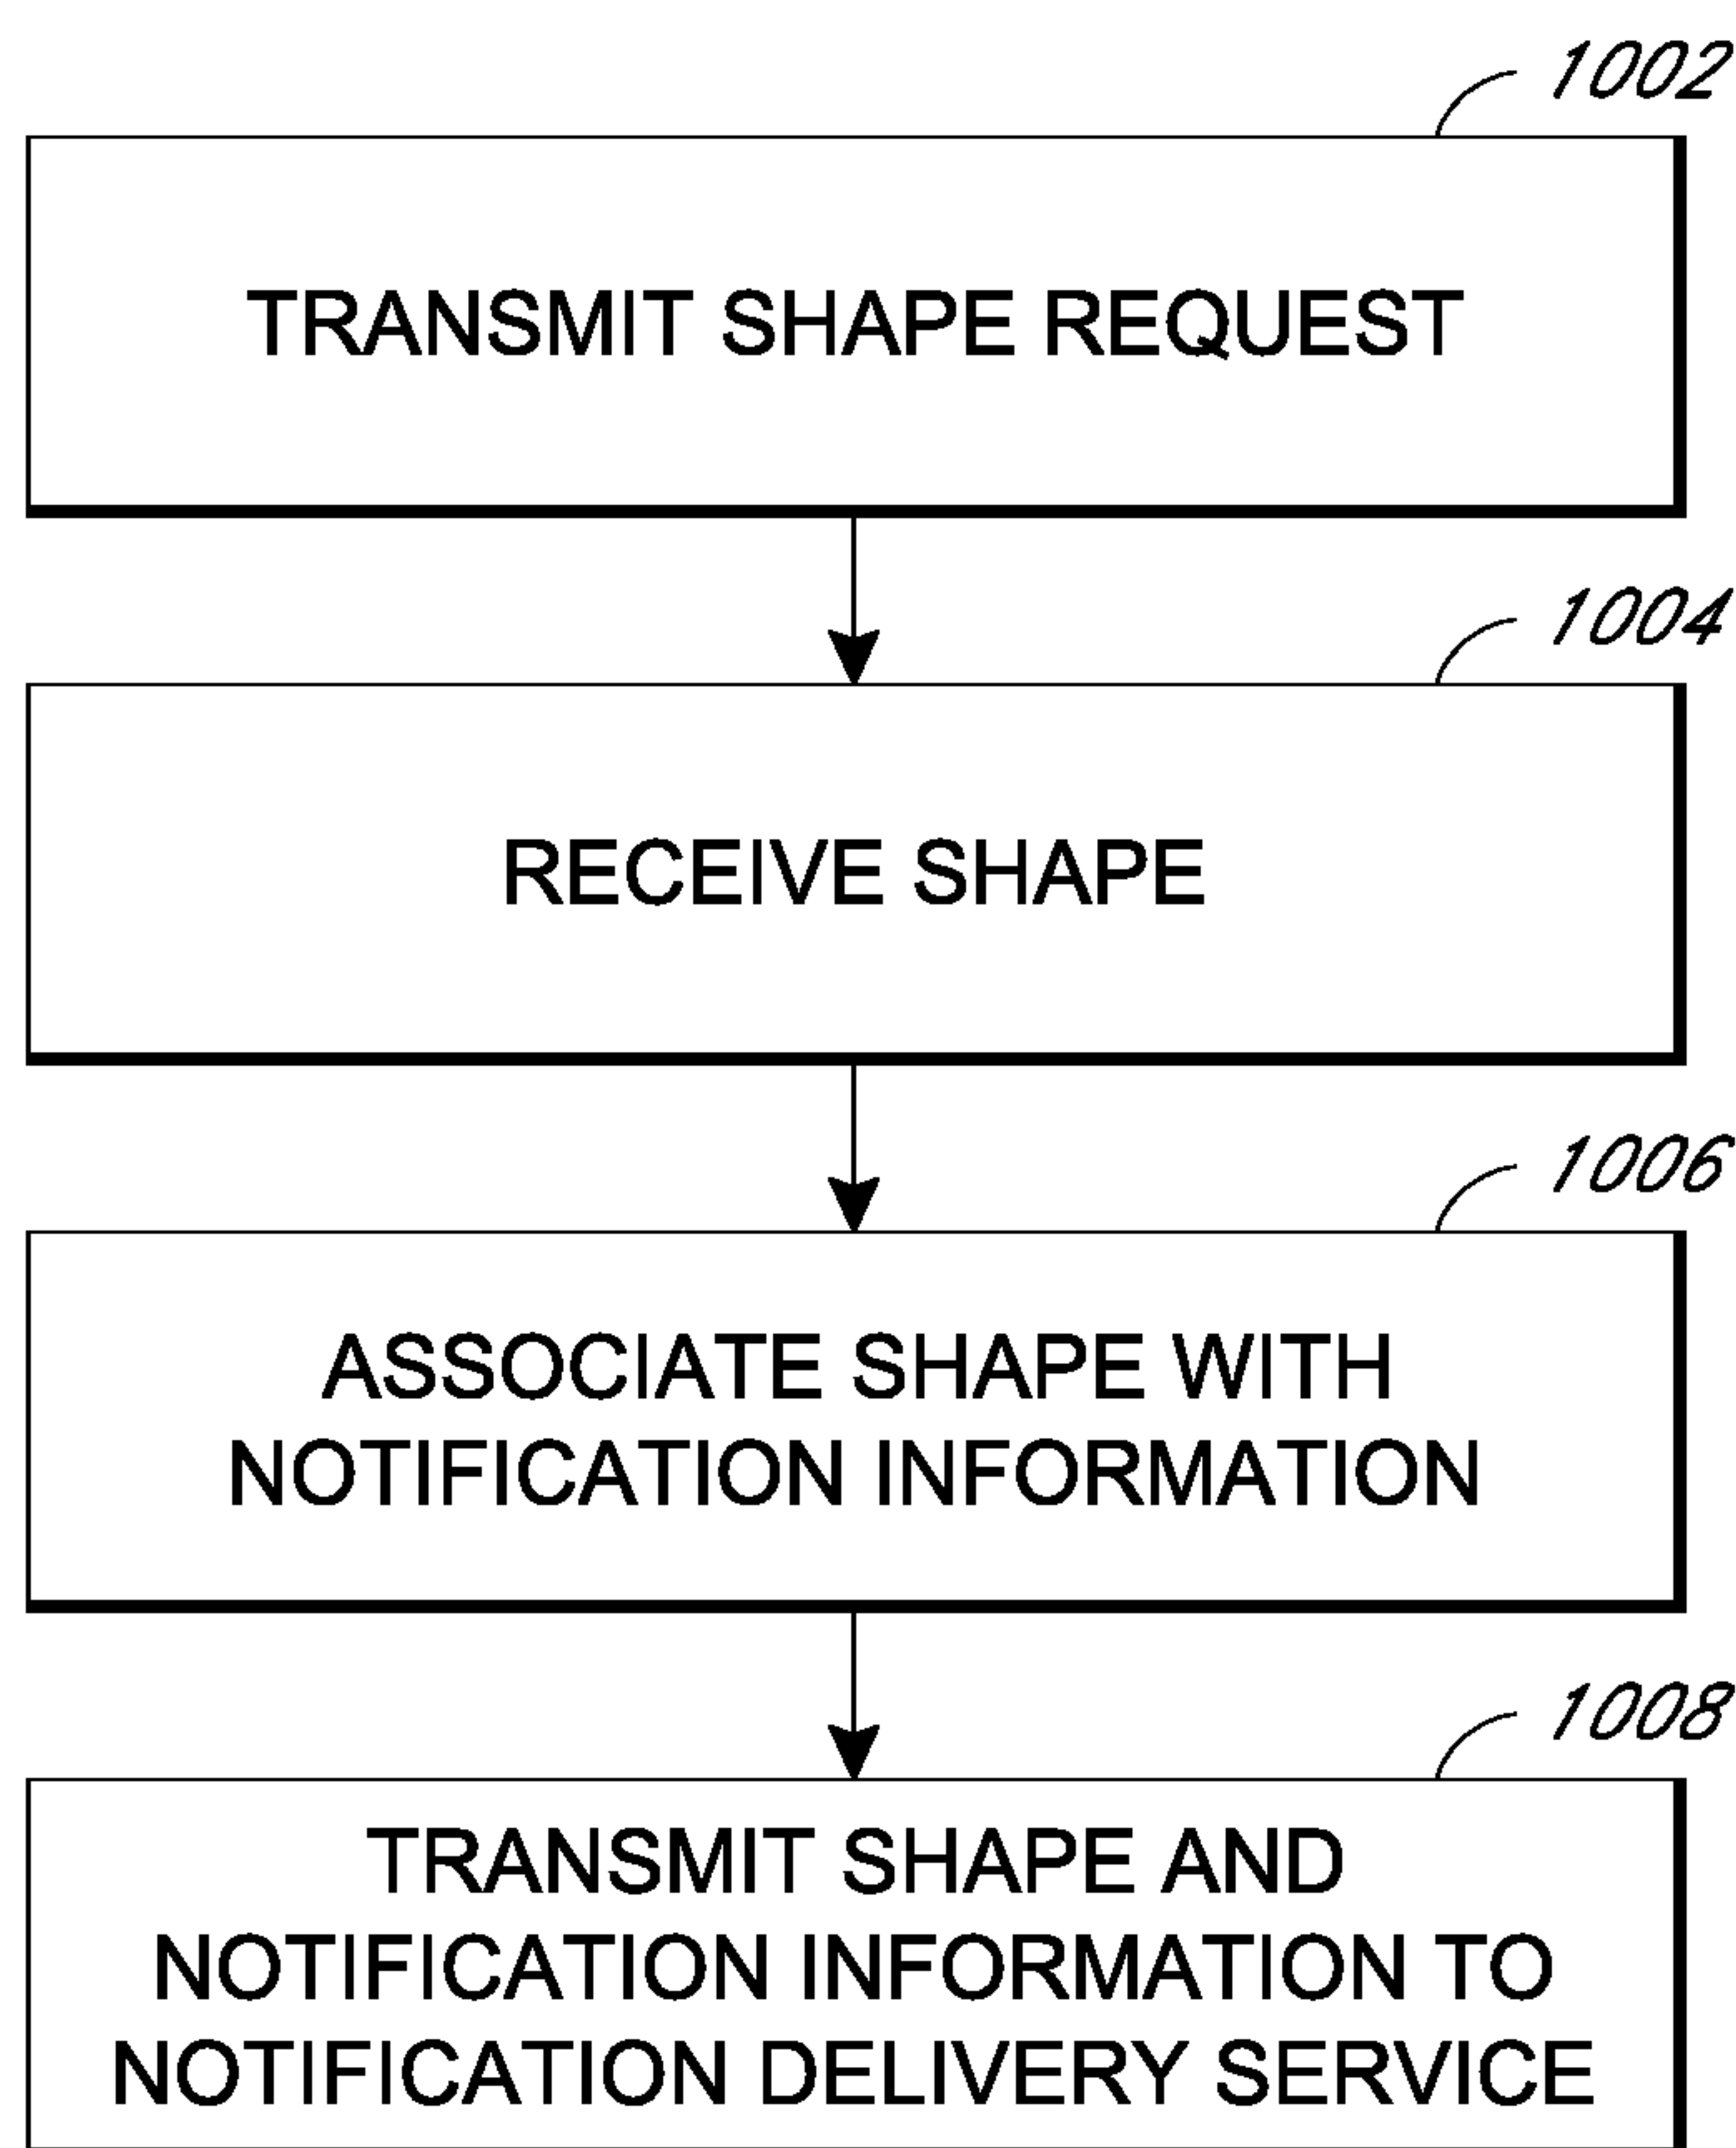 1002
TRANSMIT SHAPE REQUEST
1004
RECEIVE SHAPE
1006
ASSOCIATE SHAPE WITH
NOTIFICATION INFORMATION
1008
TRANSMIT SHAPE AND
NOTIFICATION INFORMATION TO
NOTIFICATION DELIVERY SERVICE